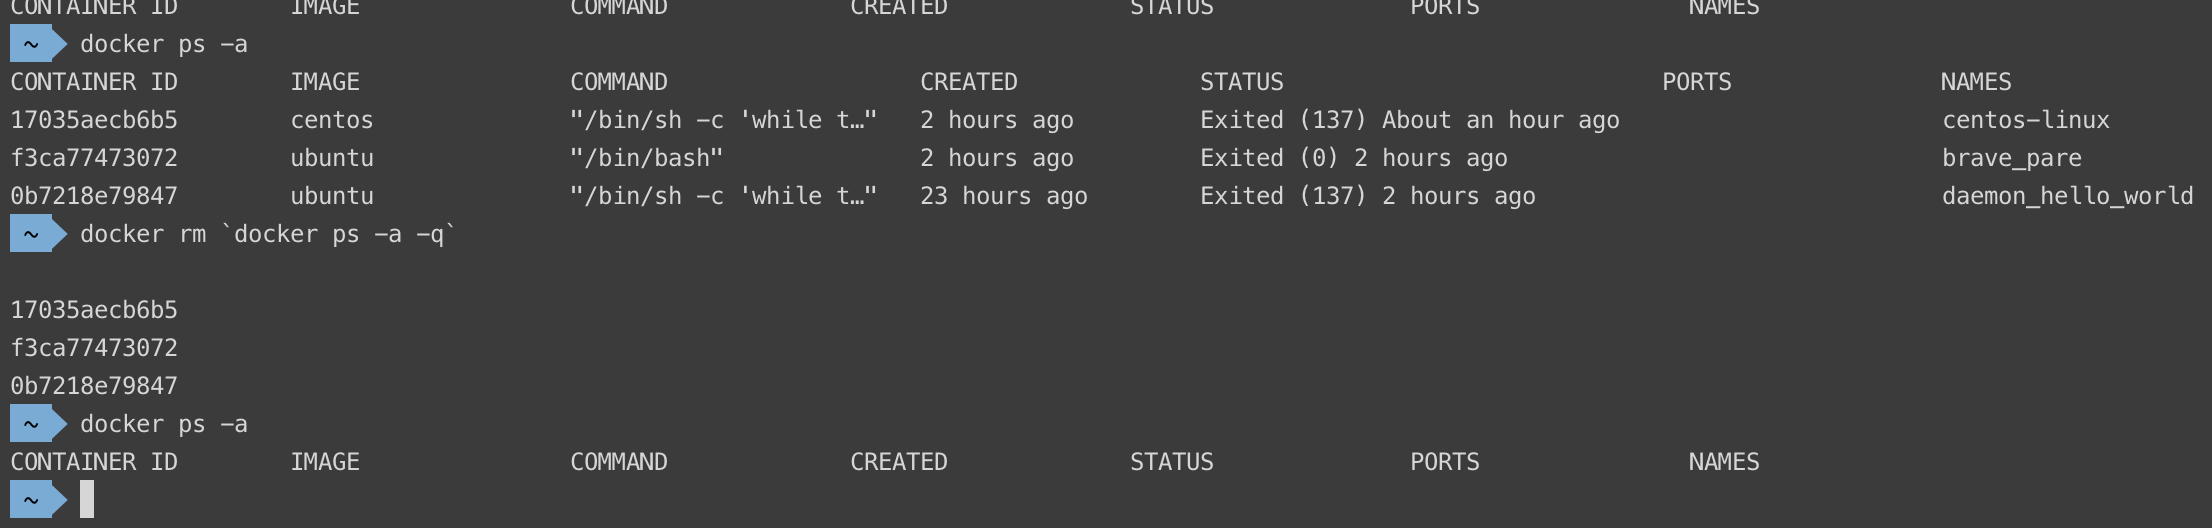 CONTAINER ID        IMAGE               COMMAND             CREATED             STATUS              PORTS               NAMES
~ docker ps -a
CONTAINER ID        IMAGE               COMMAND                  CREATED             STATUS                           PORTS               NAMES
17035aecb6b5        centos              "/bin/sh -c 'while t…"   2 hours ago         Exited (137) About an hour ago                       centos-linux
f3ca77473072        ubuntu              "/bin/bash"              2 hours ago         Exited (0) 2 hours ago                               brave_pare
0b7218e79847        ubuntu              "/bin/sh -c 'while t…"   23 hours ago        Exited (137) 2 hours ago                             daemon_hello_world
~ docker rm `docker ps -a -q`
17035aecb6b5
f3ca77473072
0b7218e79847
~ docker ps -a
CONTAINER ID        IMAGE               COMMAND             CREATED             STATUS              PORTS               NAMES
~